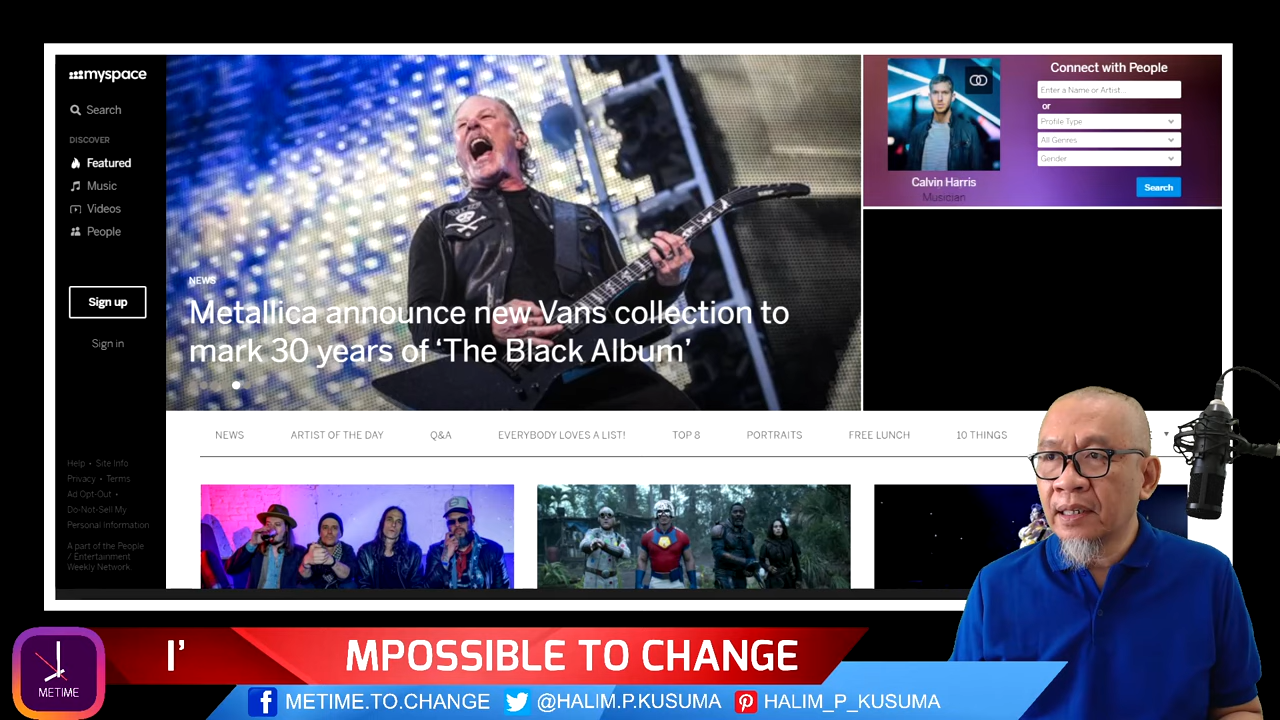 myspace
Search
DISCOVER
Featured
Music
Videos
People
Sign up
Sign in
Help • Site Info
Privacy • Terms
Ad Opt-Out •
Do-Not-Sell My
Personal Information
A part of the People
/ Entertainment
Weekly Network
NEWS
Metallica announce new Vans collection to
mark 30 years of ‘The Black Album’
Connect with People
Enter a Name or Artist...
or
Profile Type
All Genres
Gender
Search
Calvin Harris
Musician
NEWS ARTIST OF THE DAY Q&A EVERYBODY LOVES A LIST! TOP 8 PORTRAITS FREE LUNCH 10 THINGS
METIME
I’ MPOSSIBLE TO CHANGE
METIME.TO.CHANGE @HALIM.P.KUSUMA HALIM_P_KUSUMA